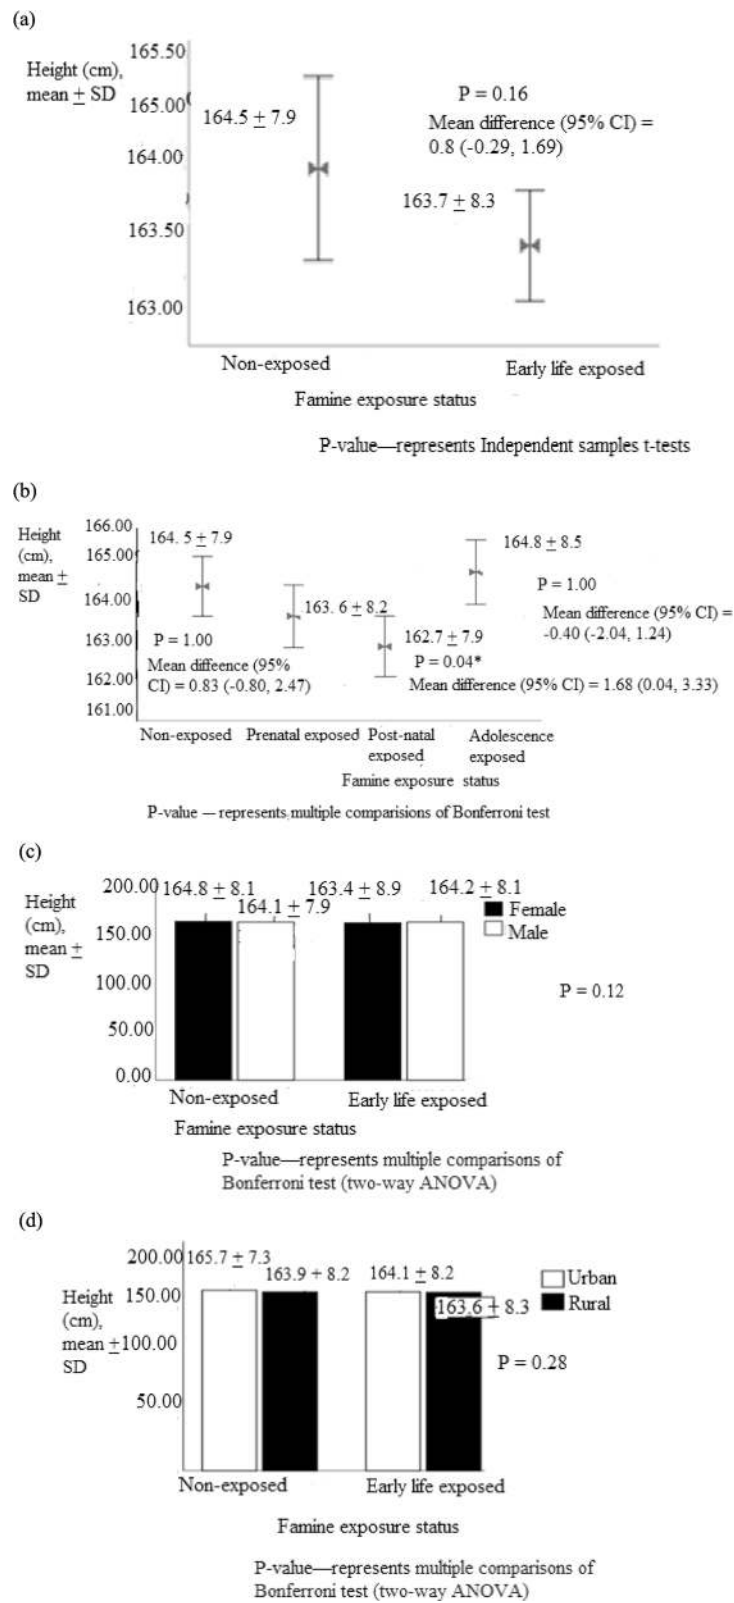 (a)
165.50
Height (cm),
mean ± SD
165.00
P = 0.16
164.5 ± 7.9
Mean difference (95% CI) =
0.8 (-0.29, 1.69)
164.00
163.7 ± 8.3
163.50
163.00
Non-exposed
Early life exposed
Famine exposure status
P-value—represents Independent samples t-tests
(b)
166.00
Height
(cm),
mean ±
SD
164. 5 ± 7.9
164.8 ± 8.5
165.00
P = 1.00
164.00
163.6 ± 8.2
Mean difference (95% CI) =
-0.40 (-2.04, 1.24)
163.00
P = 1.00
162.7 ± 7.9
Mean diffeence (95%
CI) = 0.83 (-0.80, 2.47)
P = 0.04*
162.00
Mean difference (95% CI) = 1.68 (0.04, 3.33)
161.00
Non-exposed
Prenatal exposed
Post-natal
exposed
Adolescence
exposed
Famine exposure status
P-value — represents multiple comparisions of Bonferroni test
(c)
200.00
164.8 ± 8.1
163.4 ± 8.9
164.2 ± 8.1
Height
(cm),
mean ±
SD
164.1 ± 7.9
Female
Male
150.00
100.00
P = 0.12
50.00
0.00
Non-exposed
Early life exposed
Famine exposure status
P-value—represents multiple comparisons of
Bonferroni test (two-way ANOVA)
(d)
200.00
165.7 ± 7.3
163.9 + 8.2
164.1 ± 8.2
Urban
Rural
Height
(cm),
mean ±
SD
150.00
163.6 ± 8.3
100.00
P = 0.28
50.00
Non-exposed
Early life exposed
Famine exposure status
P-value—represents multiple comparisons of
Bonferroni test (two-way ANOVA)